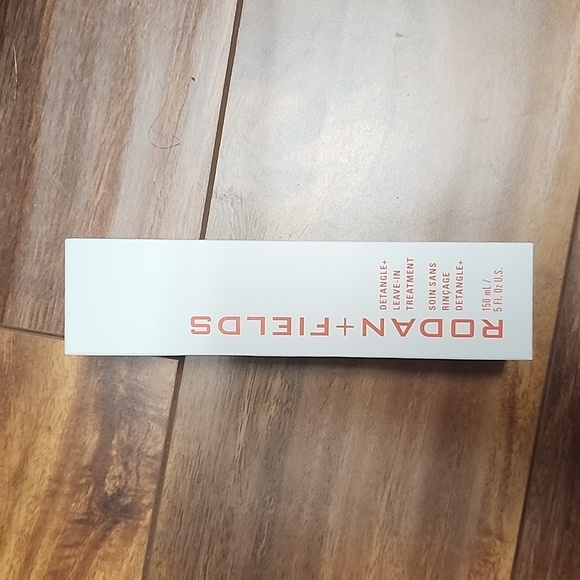 RODAN+FIELDS
DETANGLE+
LEAVE-IN
TREATMENT
SOIN SANS
RINÇAGE
DETANGLE+
150 mL/
5 Fl. Oz U.S.